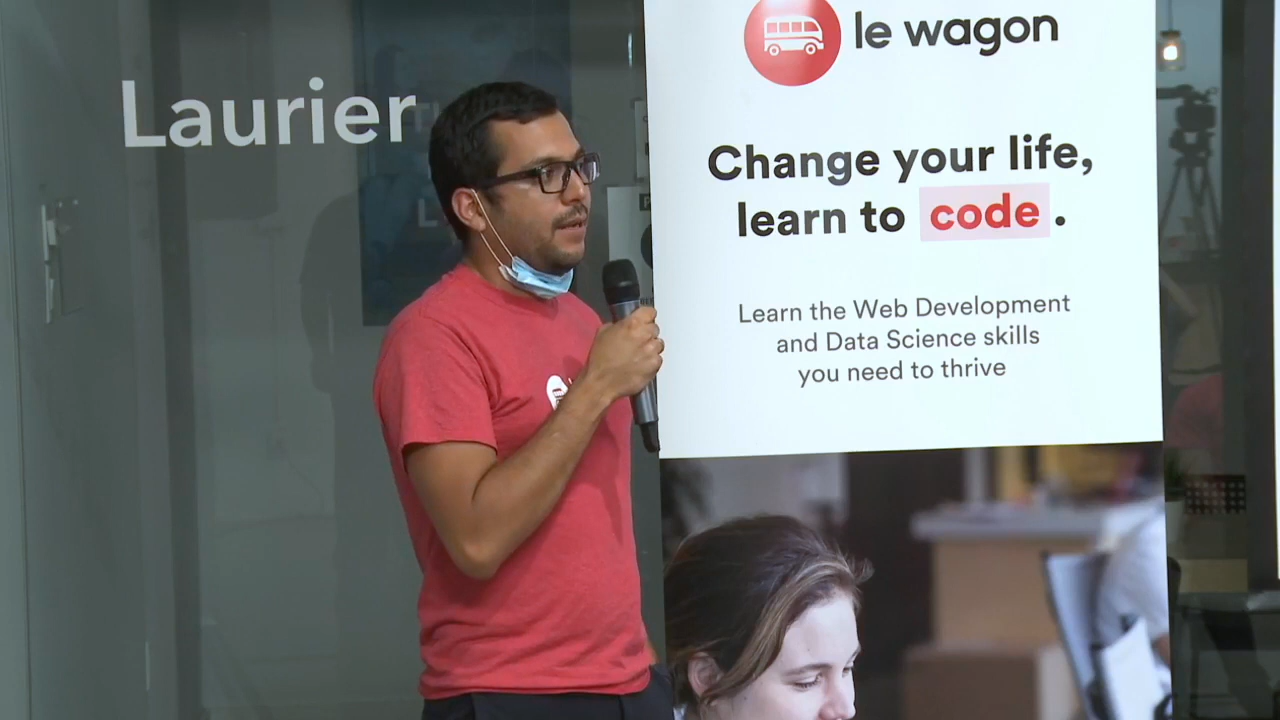 Laurier
le wagon
Change your life,
learn to code.
Learn the Web Development
and Data Science skills
you need to thrive